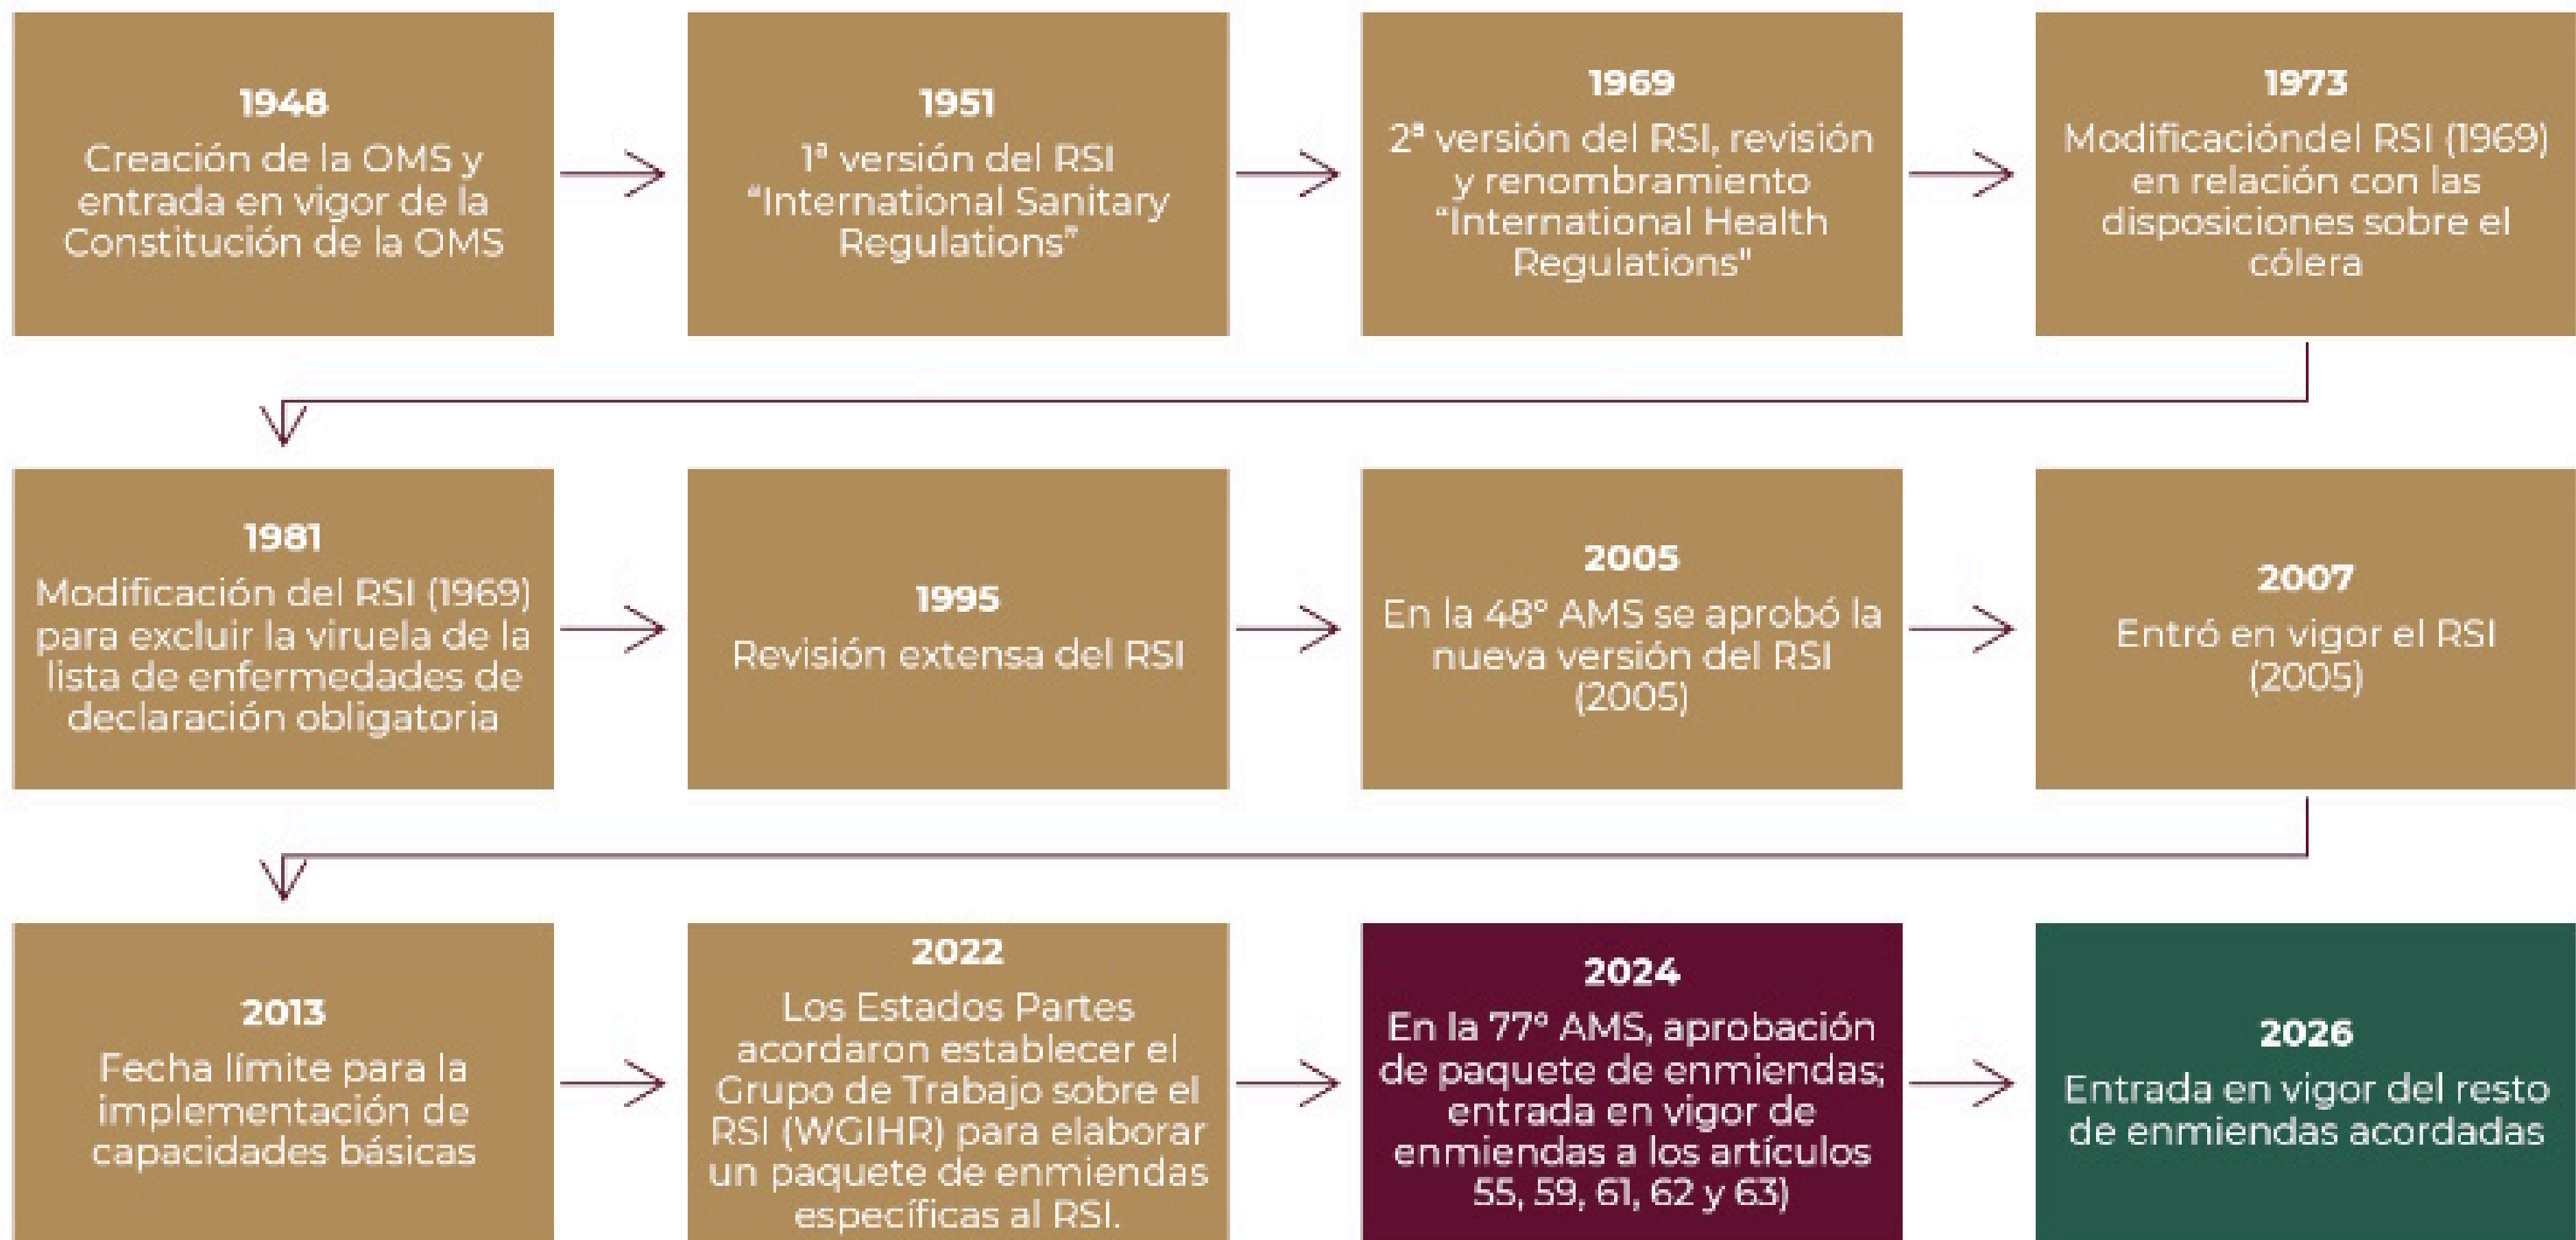 1948
Creación de la OMS y
entrada en vigor de la
Constitución de la OMS
1951
1ª versión del RSI
“International Sanitary
Regulations”
1969
2ª versión del RSI, revisión
y renombramiento
“International Health
Regulations"
1973
Modificacióndel RSI (1969)
en relación con las
disposiciones sobre el
cólera
1981
Modificación del RSI (1969)
para excluir la viruela de la
lista de enfermedades de
declaración obligatoria
1995
Revisión extensa del RSI
2005
En la 48º AMS se aprobó la
nueva versión del RSI
(2005)
2007
Entró en vigor el RSI
(2005)
2013
Fecha límite para la
implementación de
capacidades básicas
2022
Los Estados Partes
acordaron establecer el
Grupo de Trabajo sobre el
RSI (WGIHR) para elaborar
un paquete de enmiendas
específicas al RSI.
2024
En la 77º AMS, aprobación
de paquete de enmiendas;
entrada en vigor de
enmiendas a los artículos
55, 59, 61, 62 y 63)
2026
Entrada en vigor del resto
de enmiendas acordadas